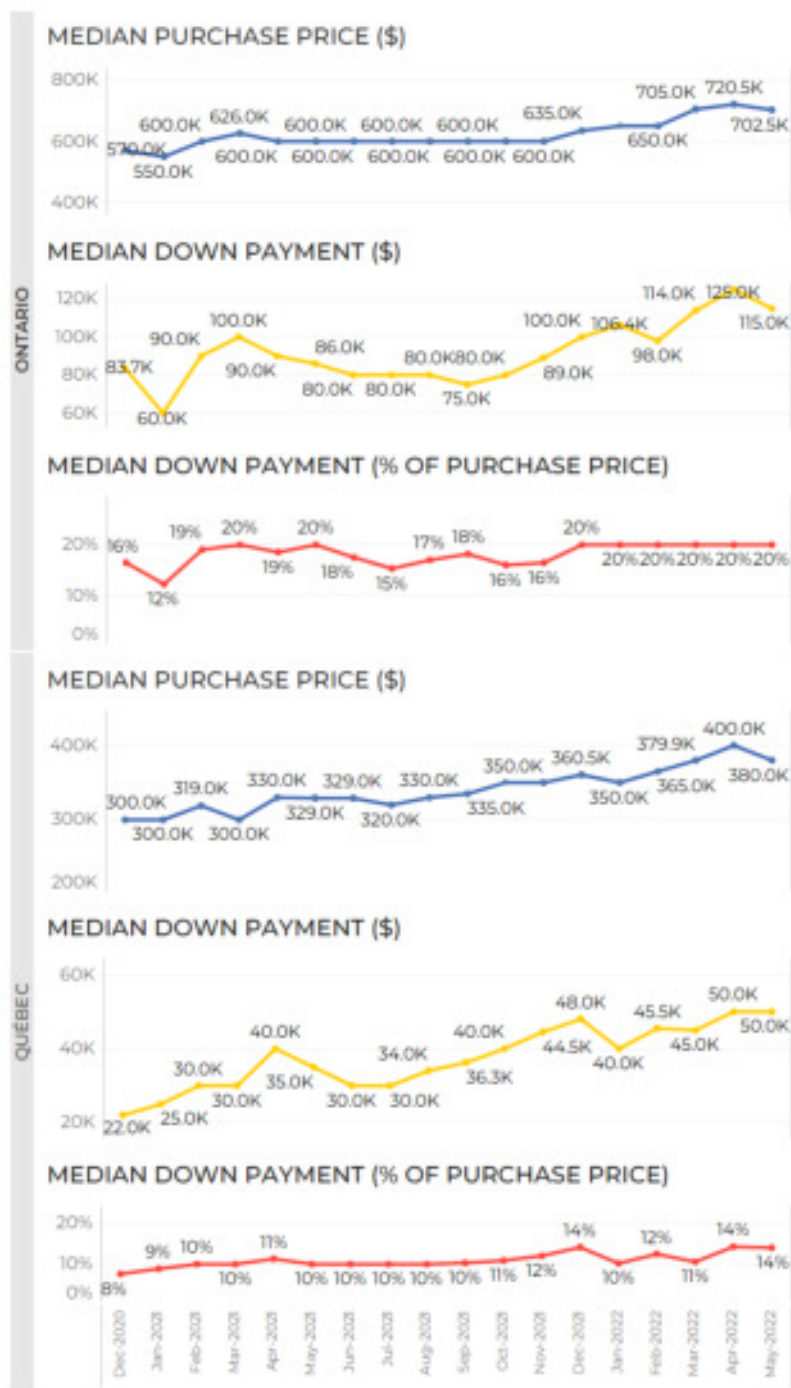 MEDIAN PURCHASE PRICE ($)
800K
705.0K 720.5K
600.0K 626.0K 600.0K 600.0K 600.0K 635.0K
600K 570.0K
550.0K 600.0K 600.0K 600.0K 600.0K 600.0K 650.0K 702.5K
400K
MEDIAN DOWN PAYMENT ($)
120K 114.0K 125.0K
100.0K 100.0K 106.4K 115.0K
100K 90.0K
86.0K 98.0K
83.7K 90.0K 80.0K 80.0K 89.0K
80K
80.0K 80.0K 75.0K
60K 60.0K
ONTARIO
MEDIAN DOWN PAYMENT (% OF PURCHASE PRICE)
19% 20% 20% 17% 18% 20%
20% 16%
19% 18% 15% 16% 16% 20% 20% 20% 20% 20%
12%
10%
0%
MEDIAN PURCHASE PRICE ($)
400K 400.0K
379.9K
319.0K 330.0K 329.0K 330.0K 350.0K 360.5K 380.0K
300.0K 329.0K 320.0K 335.0K 350.0K 365.0K
300K
300.0K 300.0K
200K
MEDIAN DOWN PAYMENT ($)
60K
48.0K 45.5K 50.0K
40.0K 40.0K 50.0K
40K 34.0K 44.5K 45.0K
30.0K 35.0K 36.3K 40.0K
30.0K 30.0K 30.0K
25.0K
20K 22.0K
QUÉBEC
MEDIAN DOWN PAYMENT (% OF PURCHASE PRICE)
20%
9% 10% 11% 14% 12% 14%
10%
10% 10% 10% 10% 10% 10% 11% 12% 10% 11% 14%
0% 8%
Dec-2020
Jan-2021
Feb-2021
Mar-2021
Apr-2021
May-2021
Jun-2021
Jul-2021
Aug-2021
Sep-2021
Oct-2021
Nov-2021
Dec-2021
Jan-2022
Feb-2022
Mar-2022
Apr-2022
May-2022